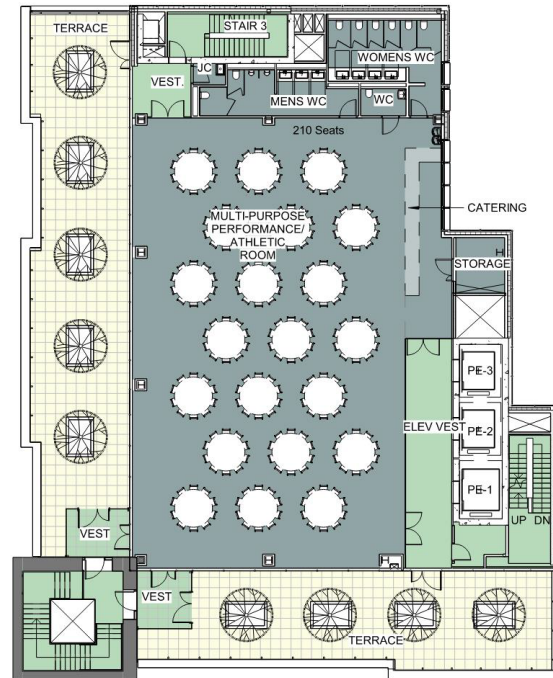 TERRACE
STAIR 3
WOMENS WC
JC
VEST.
MENS WC
WC
210 Seats
MULTI-PURPOSE
PERFORMANCE/
ATHLETIC
ROOM
CATERING
STORAGE
PE-3
ELEV VEST
PE-2
PE-1
UP DN
VEST
VEST
TERRACE